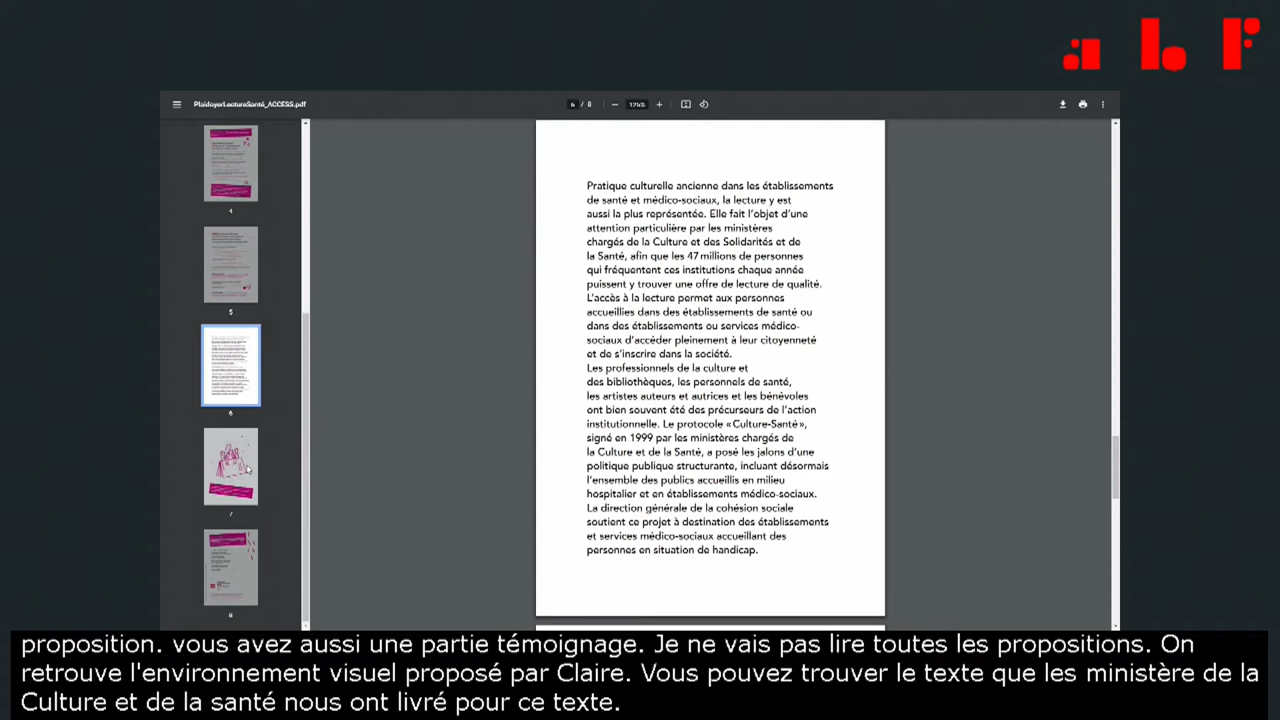 abf
PlaidoyerLectureSanté_ACCESS.pdf
6 / 8
125%
4
5
6
7
8
Pratique culturelle ancienne dans les établissements
de santé et médico-sociaux, la lecture y est
aussi la plus représentée. Elle fait l'objet d'une
attention particulière par les ministères
chargés de la Culture et des Solidarités et de
la Santé, afin que les 47 millions de personnes
qui fréquentent ces institutions chaque année
puissent y trouver une offre de lecture de qualité.
L'accès à la lecture permet aux personnes
accueillies dans des établissements de santé ou
dans des établissements ou services médico-
sociaux d'accéder pleinement à leur citoyenneté
et de s'inscrire dans la société.
Les professionnels de la culture et
des bibliothèques, les personnels de santé,
les artistes auteurs et autrices et les bénévoles
ont bien souvent été des précurseurs de l'action
institutionnelle. Le protocole «Culture-Santé»,
signé en 1999 par les ministères chargés de
la Culture et de la Santé, a posé les jalons d'une
politique publique structurante, incluant désormais
l'ensemble des publics accueillis en milieu
hospitalier et en établissements médico-sociaux.
La direction générale de la cohésion sociale
soutient ce projet à destination des établissements
et services médico-sociaux accueillant des
personnes en situation de handicap.
proposition. vous avez aussi une partie témoignage. Je ne vais pas lire toutes les propositions. On
retrouve l'environnement visuel proposé par Claire. Vous pouvez trouver le texte que les ministère de la
Culture et de la santé nous ont livré pour ce texte.